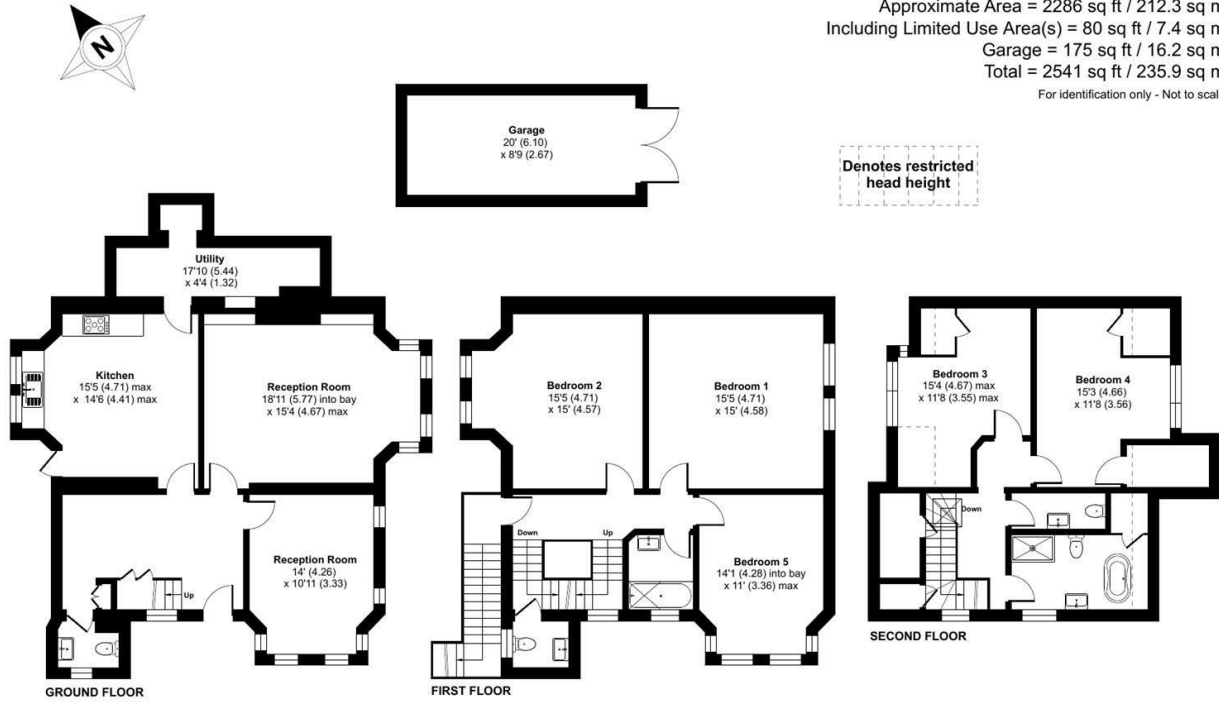 N
Approximate Area = 2286 sq ft / 212.3 sq m
Including Limited Use Area(s) = 80 sq ft / 7.4 sq m
Garage = 175 sq ft / 16.2 sq m
Total = 2541 sq ft / 235.9 sq m
For identification only - Not to scal
Garage
20' (6.10)
x 8'9 (2.67)
Denotes restricted
head height
Utility
17'10 (5.44)
x 4'4 (1.32)
Kitchen
15'5 (4.71) max
x 14'6 (4.41) max
Reception Room
18'11 (5.77) into bay
x 15'4 (4.67) max
Reception Room
14' (4.26)
x 10'11 (3.33)
Up
GROUND FLOOR
Bedroom 2
15'5 (4.71)
x 15' (4.57)
Bedroom 1
15'5 (4.71)
x 15' (4.58)
Down
Up
Bedroom 5
14'1 (4.28) into bay
x 11' (3.36) max
FIRST FLOOR
Bedroom 3
15'4 (4.67) max
x 11'8 (3.55) max
Bedroom 4
15'3 (4.66)
x 11'8 (3.56)
Down
SECOND FLOOR